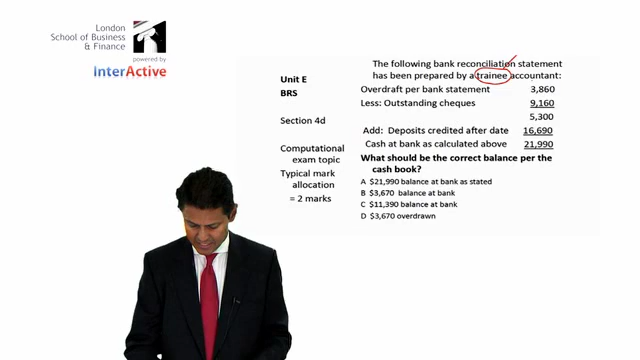 London
School of Business
& Finance
powered by
InterActive
Unit E
BRS
Section 4d
Computational
exam topic
Typical mark
allocation
= 2 marks
The following bank reconciliation statement
has been prepared by a trainee accountant:
Overdraft per bank statement 3,860
Less: Outstanding cheques 9,160
5,300
Add: Deposits credited after date 16,690
Cash at bank as calculated above 21,990
What should be the correct balance per the
cash book?
A $21,990 balance at bank as stated
B $3,670 balance at bank
C $11,390 balance at bank
D $3,670 overdrawn